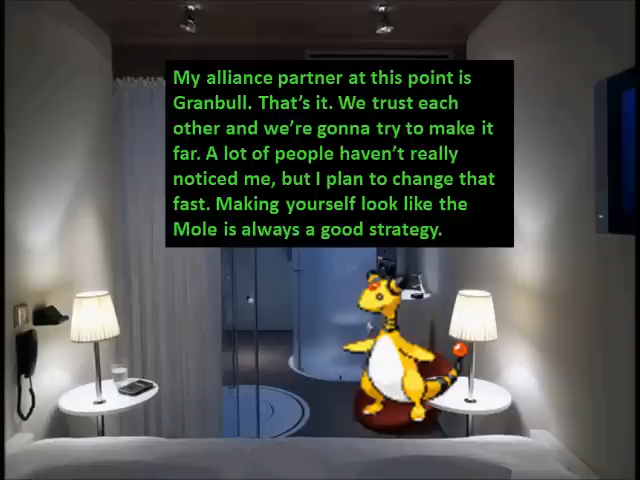 My alliance partner at this point is
Granbull. That’s it. We trust each
other and we’re gonna try to make it
far. A lot of people haven’t really
noticed me, but I plan to change that
fast. Making yourself look like the
Mole is always a good strategy.